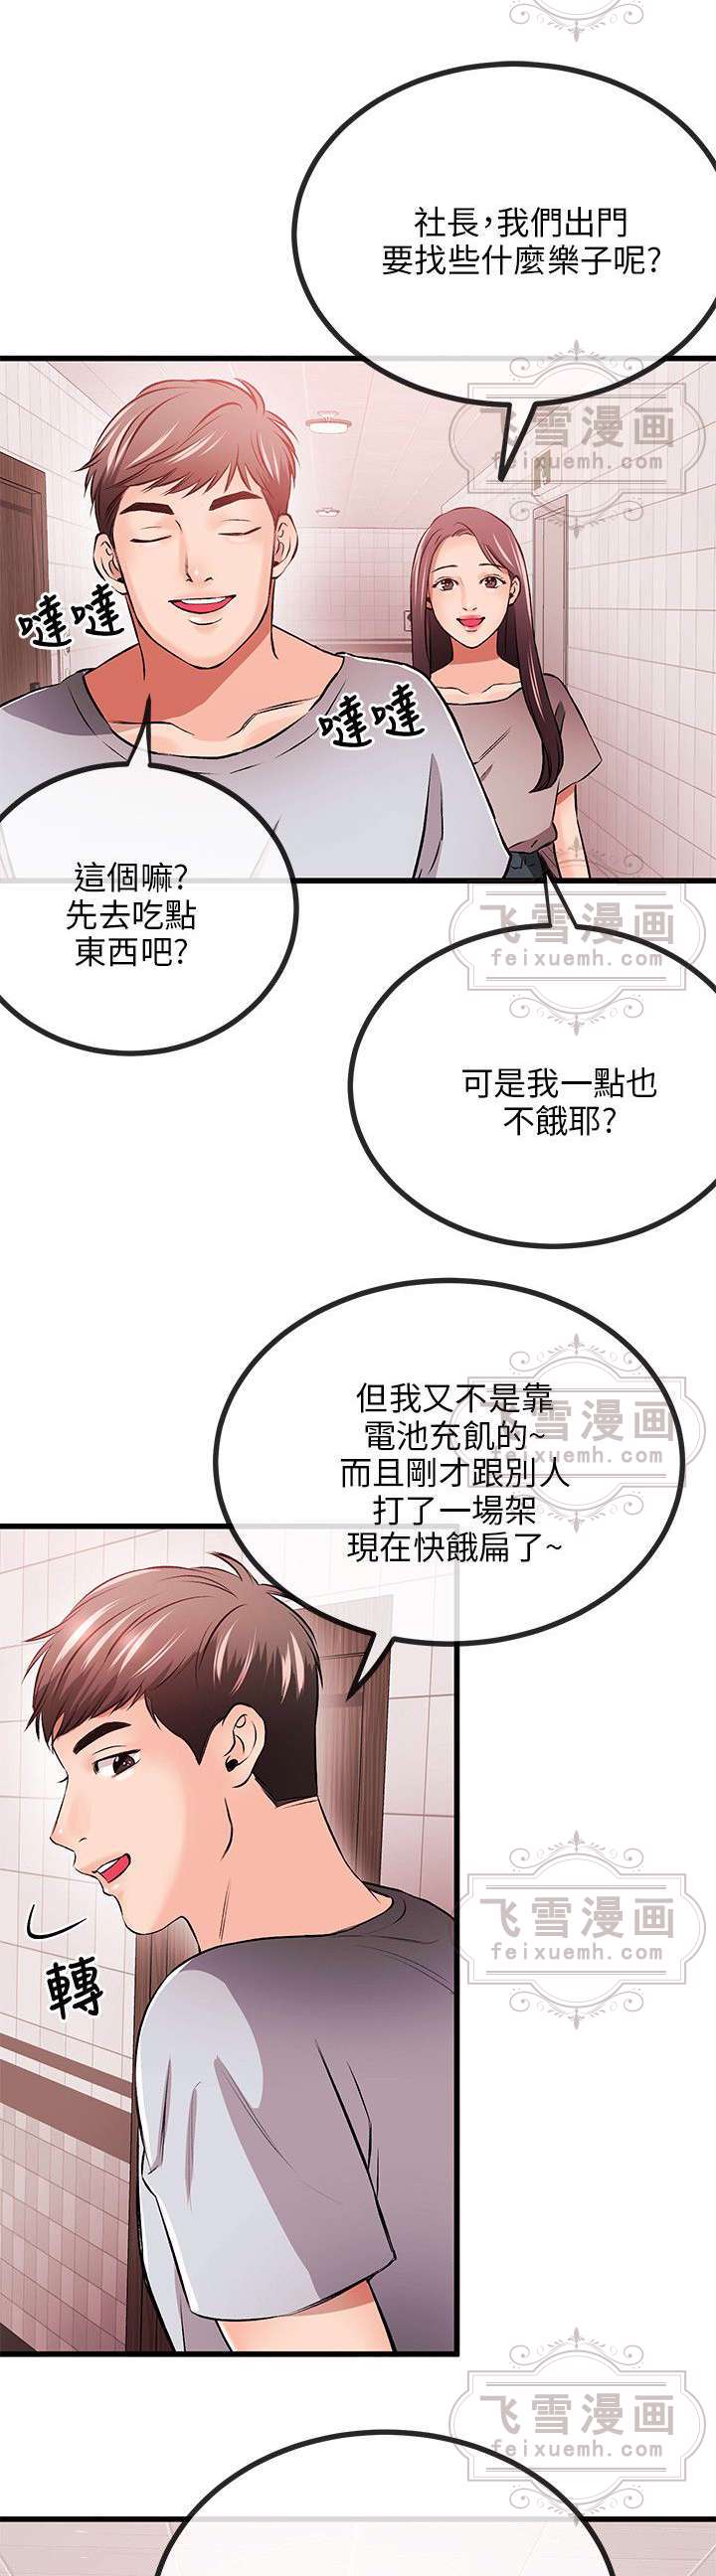 社長,我們出門
要找些什麼樂子呢?
飞雪漫画
feixuemh.com
噠噠
噠噠
這個嘛?
先去吃點
東西吧?
飞雪漫画
feixuemh.com
可是我一點也
不餓耶?
但我又不是靠
電池充飢的~
而且剛才跟別人
打了一場架
現在快餓扁了~
飞雪漫画
feixuemh.com
飞雪漫画
feixuemh.com
轉
飞雪漫画
feixuemh.com